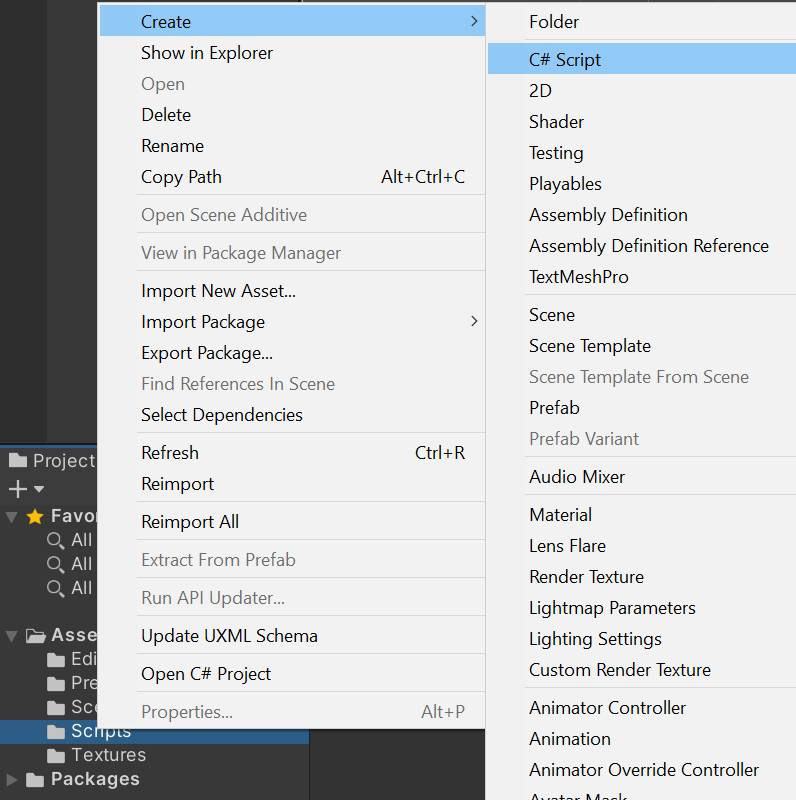 Create
Show in Explorer
Open
Delete
Rename
Copy Path Alt+Ctrl+C
Open Scene Additive
View in Package Manager
Import New Asset...
Import Package
Export Package...
Find References In Scene
Select Dependencies
Refresh Ctrl+R
Reimport
Reimport All
Extract From Prefab
Run API Updater...
Update UXML Schema
Open C# Project
Properties... Alt+P
Folder
C# Script
2D
Shader
Testing
Playables
Assembly Definition
Assembly Definition Reference
TextMeshPro
Scene
Scene Template
Scene Template From Scene
Prefab
Prefab Variant
Audio Mixer
Material
Lens Flare
Render Texture
Lightmap Parameters
Lighting Settings
Custom Render Texture
Animator Controller
Animation
Animator Override Controller
Avatar Mask
Project
Favo
All
All
All
Asse
Edi
Pre
Sce
Scripts
Textures
Packages